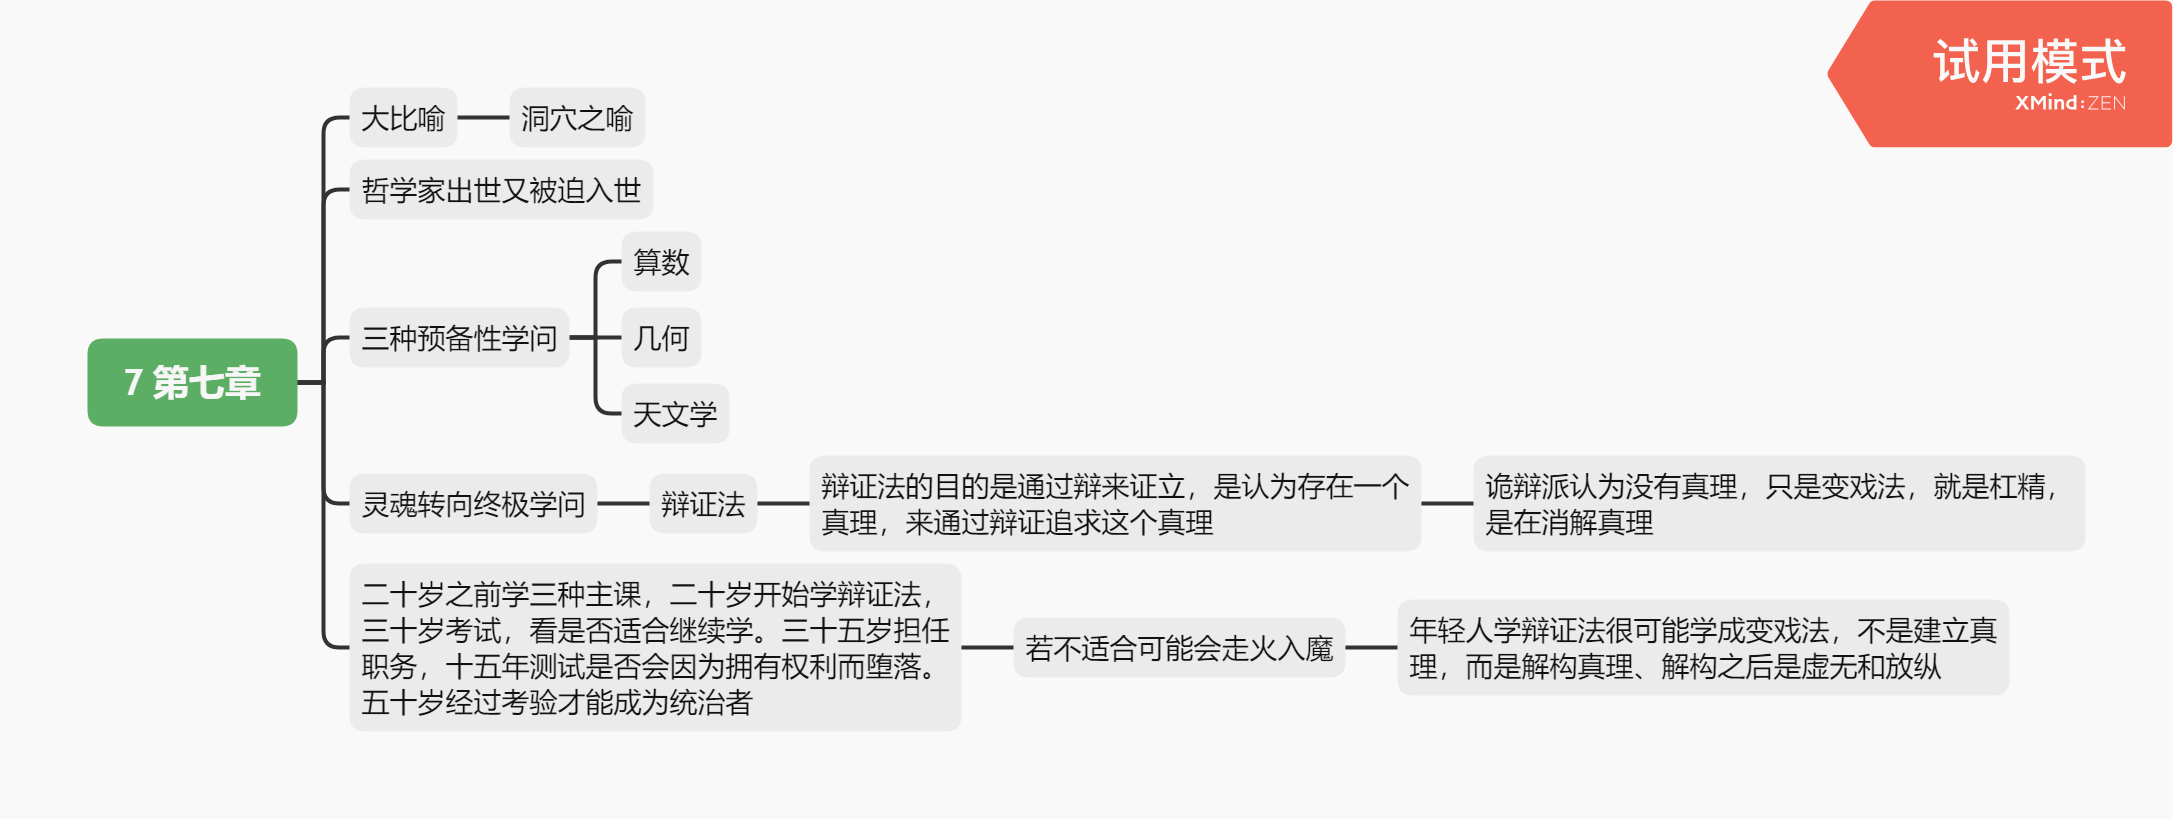 试用模式
XMind:ZEN
大比喻
洞穴之喻
哲学家出世又被迫入世
算数
三种预备性学问
几何
天文学
7 第七章
灵魂转向终极学问
辩证法
辩证法的目的是通过辩来证立，是认为存在一个
真理，来通过辩证追求这个真理
诡辩派认为没有真理，只是变戏法，就是杠精，
是在消解真理
二十岁之前学三种主课，二十岁开始学辩证法，
三十岁考试，看是否适合继续学。三十五岁担任
职务，十五年测试是否会因为拥有权利而堕落。
五十岁经过考验才能成为统治者
若不适合可能会走火入魔
年轻人学辩证法很可能学成变戏法，不是建立真
理，而是解构真理、解构之后是虚无和放纵